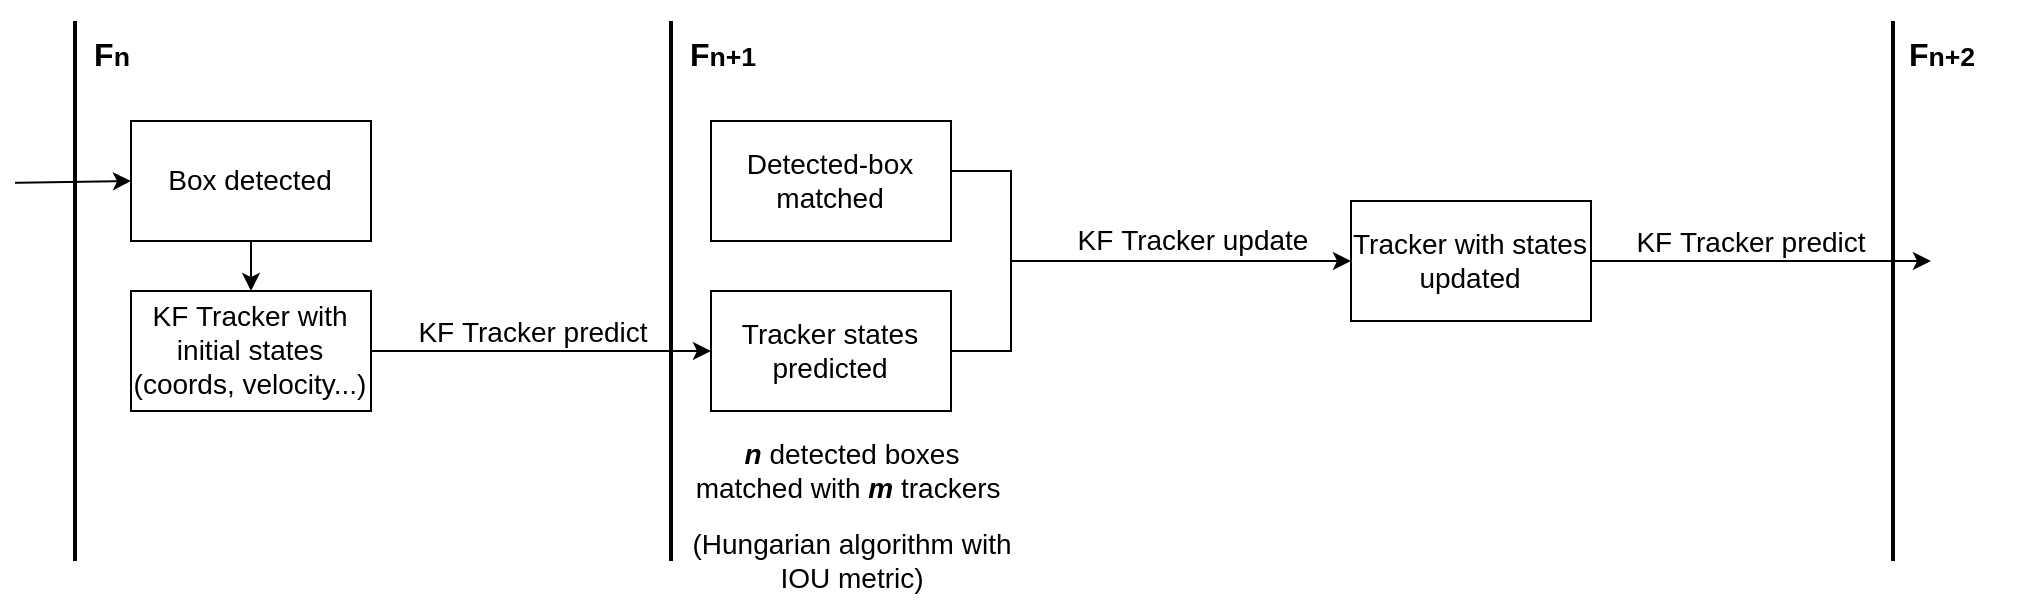 Fn
Fn+1
Fn+2
Box detected
KF Tracker with
initial states
(coords, velocity...)
KF Tracker predict
Detected-box
matched
Tracker states
predicted
n detected boxes
matched with m trackers
(Hungarian algorithm with
IOU metric)
KF Tracker update
Tracker with states
updated
KF Tracker predict